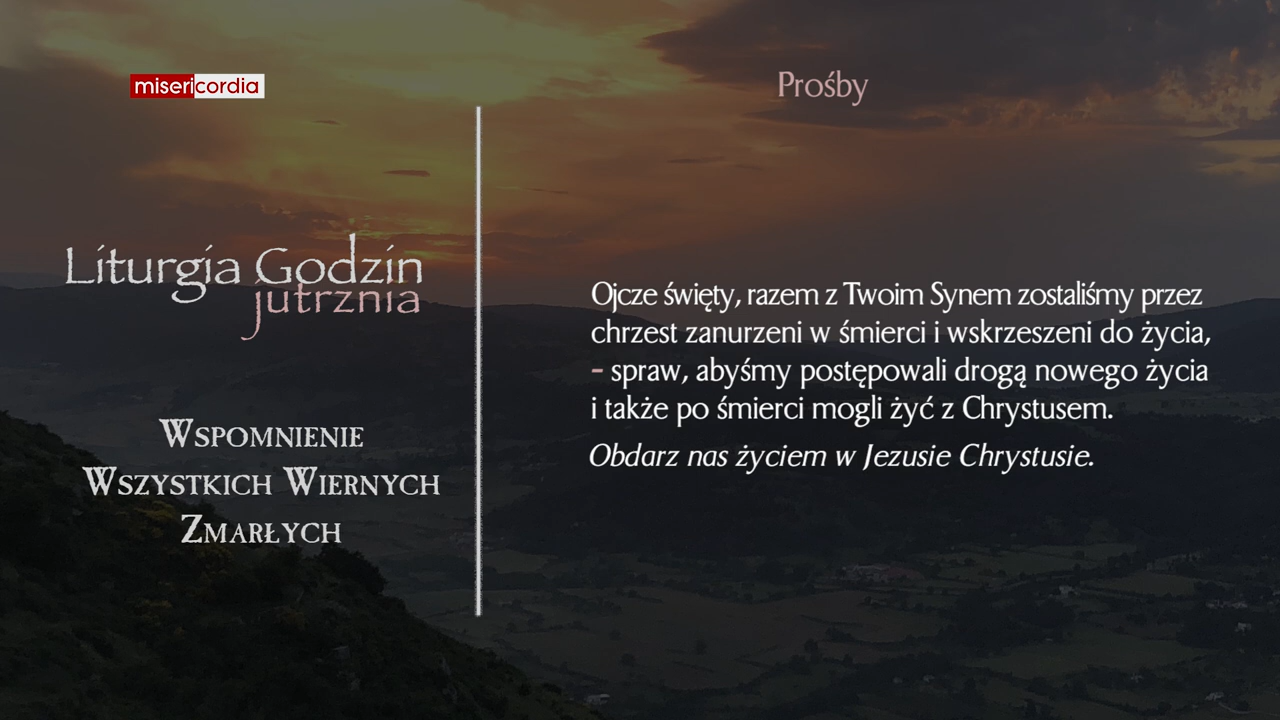 misericordia
Liturgia Godzin
jutrznia
Wspomnienie
Wszystkich Wiernych
Zmarłych
Prośby
Ojcze święty, razem z Twoim Synem zostaliśmy przez
chrzest zanurzeni w śmierci i wskrzeszeni do życia,
- spraw, abyśmy postępowali drogą nowego życia
i także po śmierci mogli żyć z Chrystusem.
Obdarz nas życiem w Jezusie Chrystusie.